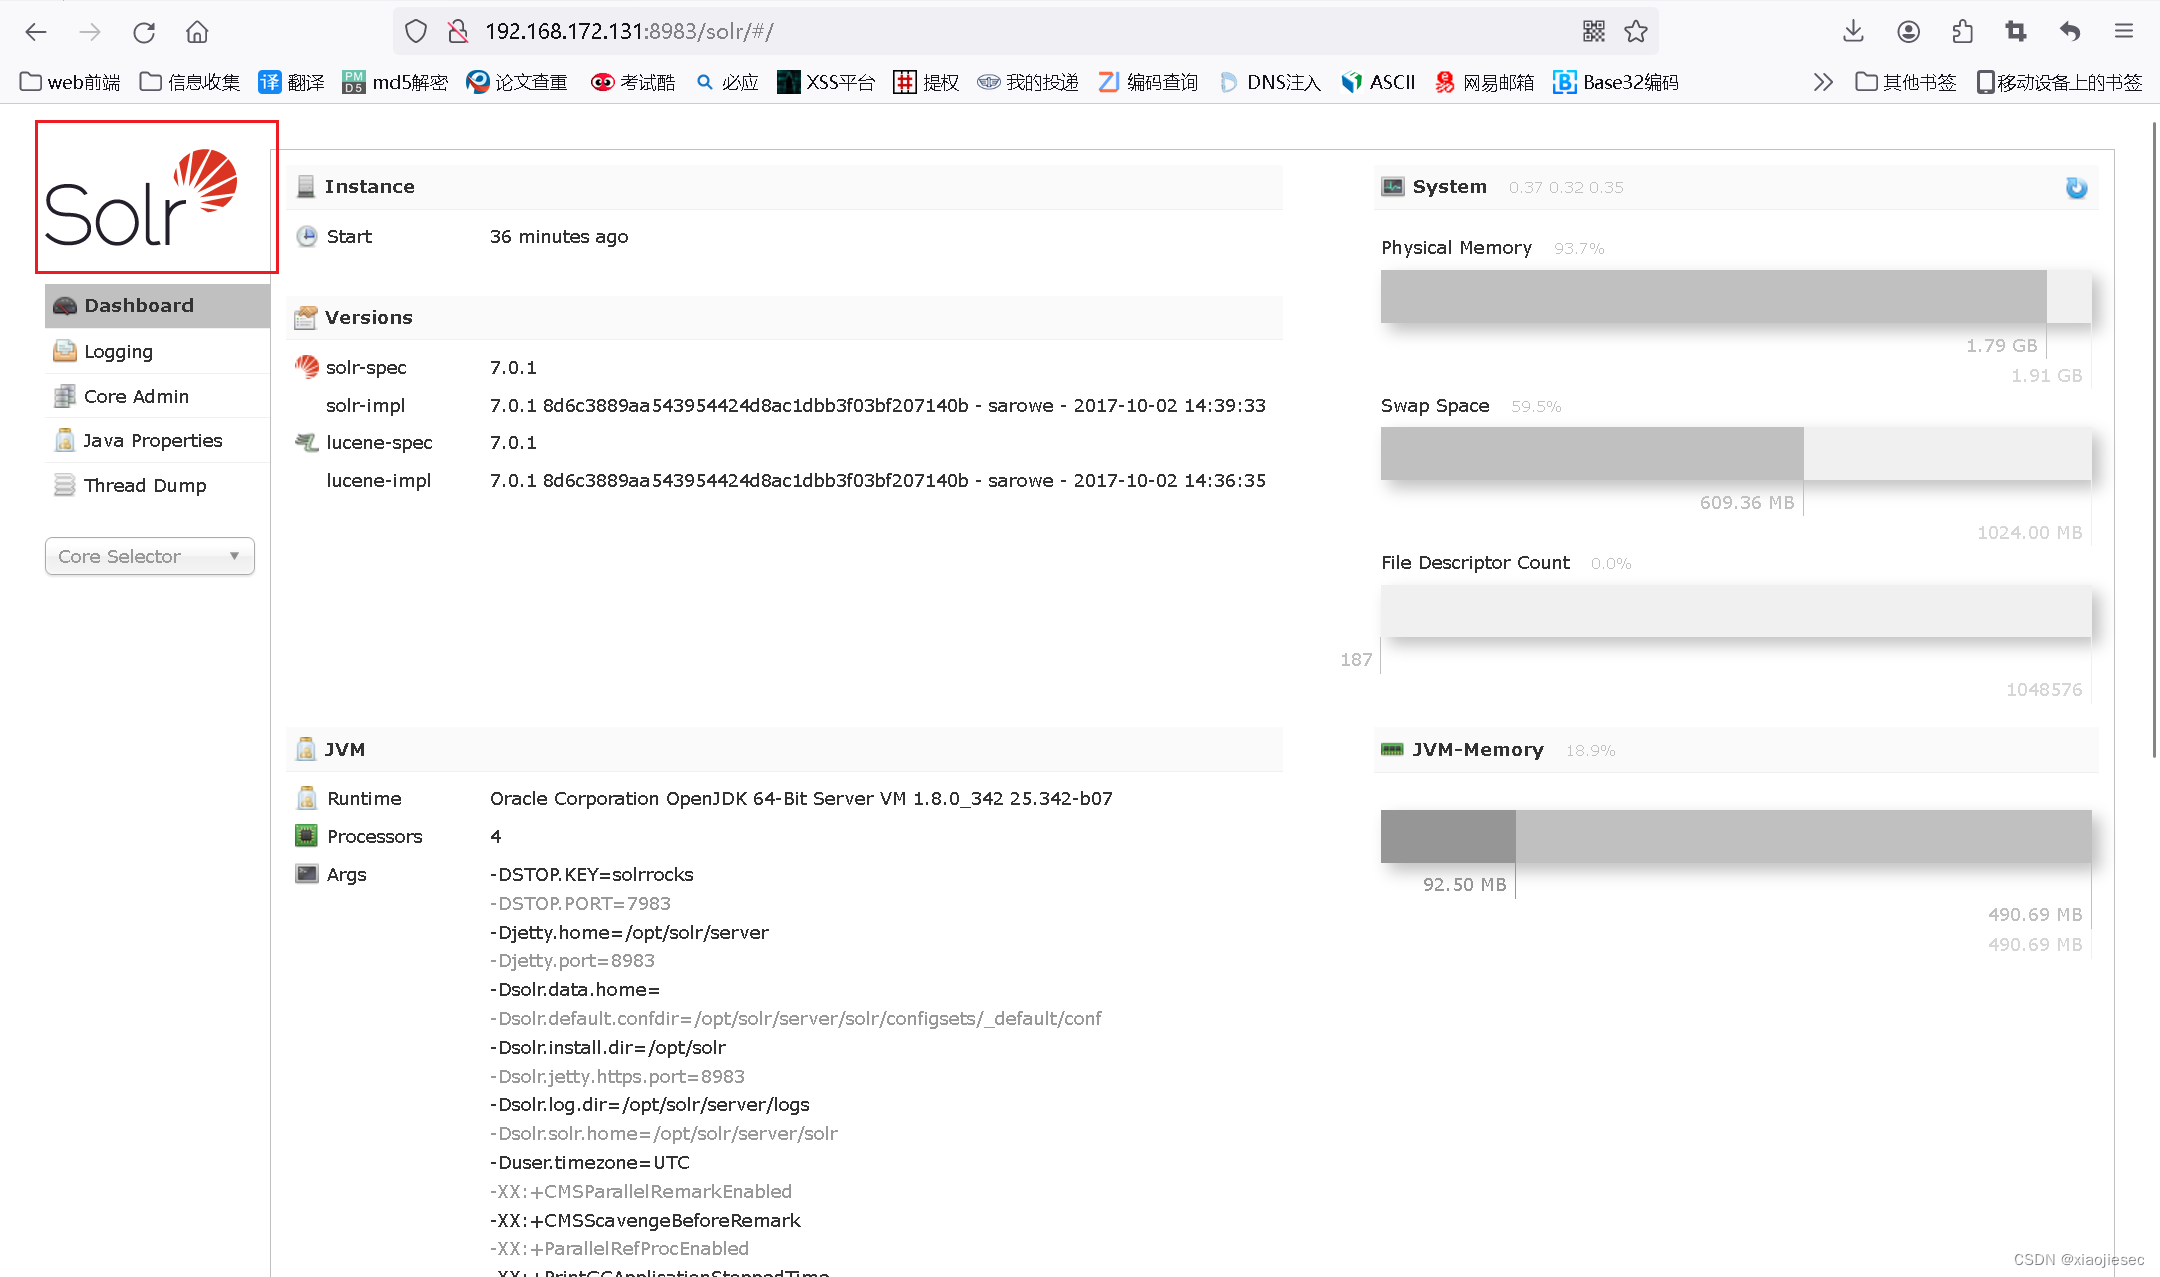 192.168.172.131:8983/solr/#/
web前端 信息收集 译 翻译 PM D5 md5解密 论文查重 考试酷 必应 XSS平台 提权 我的投递 ZI 编码查询 DNS注入 ASCII 网易邮箱 Base32编码 其他书签 移动设备上的书签
Solr
Dashboard
Logging
Core Admin
Java Properties
Thread Dump
Core Selector
Instance
Start 36 minutes ago
Versions
solr-spec 7.0.1
solr-impl 7.0.1 8d6c3889aa543954424d8ac1dbb3f03bf207140b - sarowe - 2017-10-02 14:39:33
lucene-spec 7.0.1
lucene-impl 7.0.1 8d6c3889aa543954424d8ac1dbb3f03bf207140b - sarowe - 2017-10-02 14:36:35
System 0.37 0.32 0.35
Physical Memory 93.7%
1.79 GB
1.91 GB
Swap Space 59.5%
609.36 MB
1024.00 MB
File Descriptor Count 0.0%
187
1048576
JVM
Runtime Oracle Corporation OpenJDK 64-Bit Server VM 1.8.0_342 25.342-b07
Processors 4
Args -DSTOP.KEY=solrrocks
-DSTOP.PORT=7983
-Djetty.home=/opt/solr/server
-Djetty.port=8983
-Dsolr.data.home=
-Dsolr.default.confdir=/opt/solr/server/solr/configsets/_default/conf
-Dsolr.install.dir=/opt/solr
-Dsolr.jetty.https.port=8983
-Dsolr.log.dir=/opt/solr/server/logs
-Dsolr.solr.home=/opt/solr/server/solr
-Duser.timezone=UTC
-XX:+CMSParallelRemarkEnabled
-XX:+CMSScavengeBeforeRemark
-XX:+ParallelRefProcEnabled
-XX:+PrintGCApplicationStoppedTime
JVM-Memory 18.9%
92.50 MB
490.69 MB
490.69 MB
CSDN @xiaojiesec